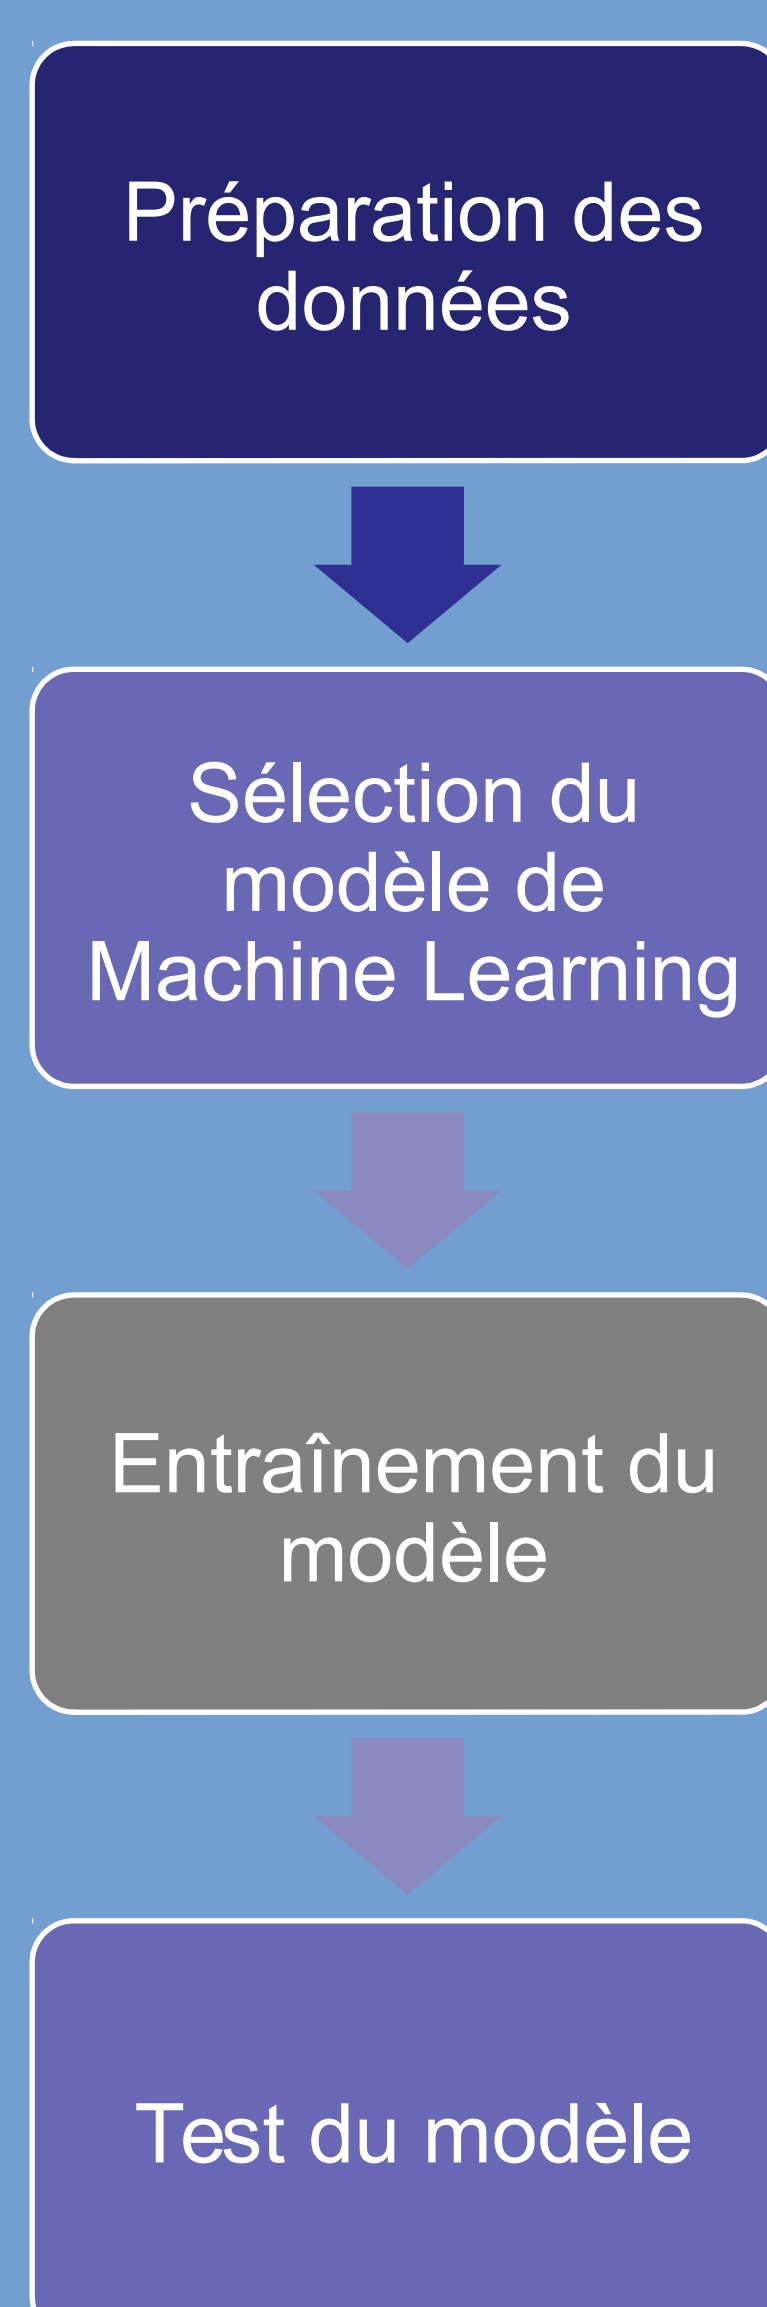 Préparation des
données
Sélection du
modèle de
Machine Learning
Entraînement du
modèle
Test du modèle